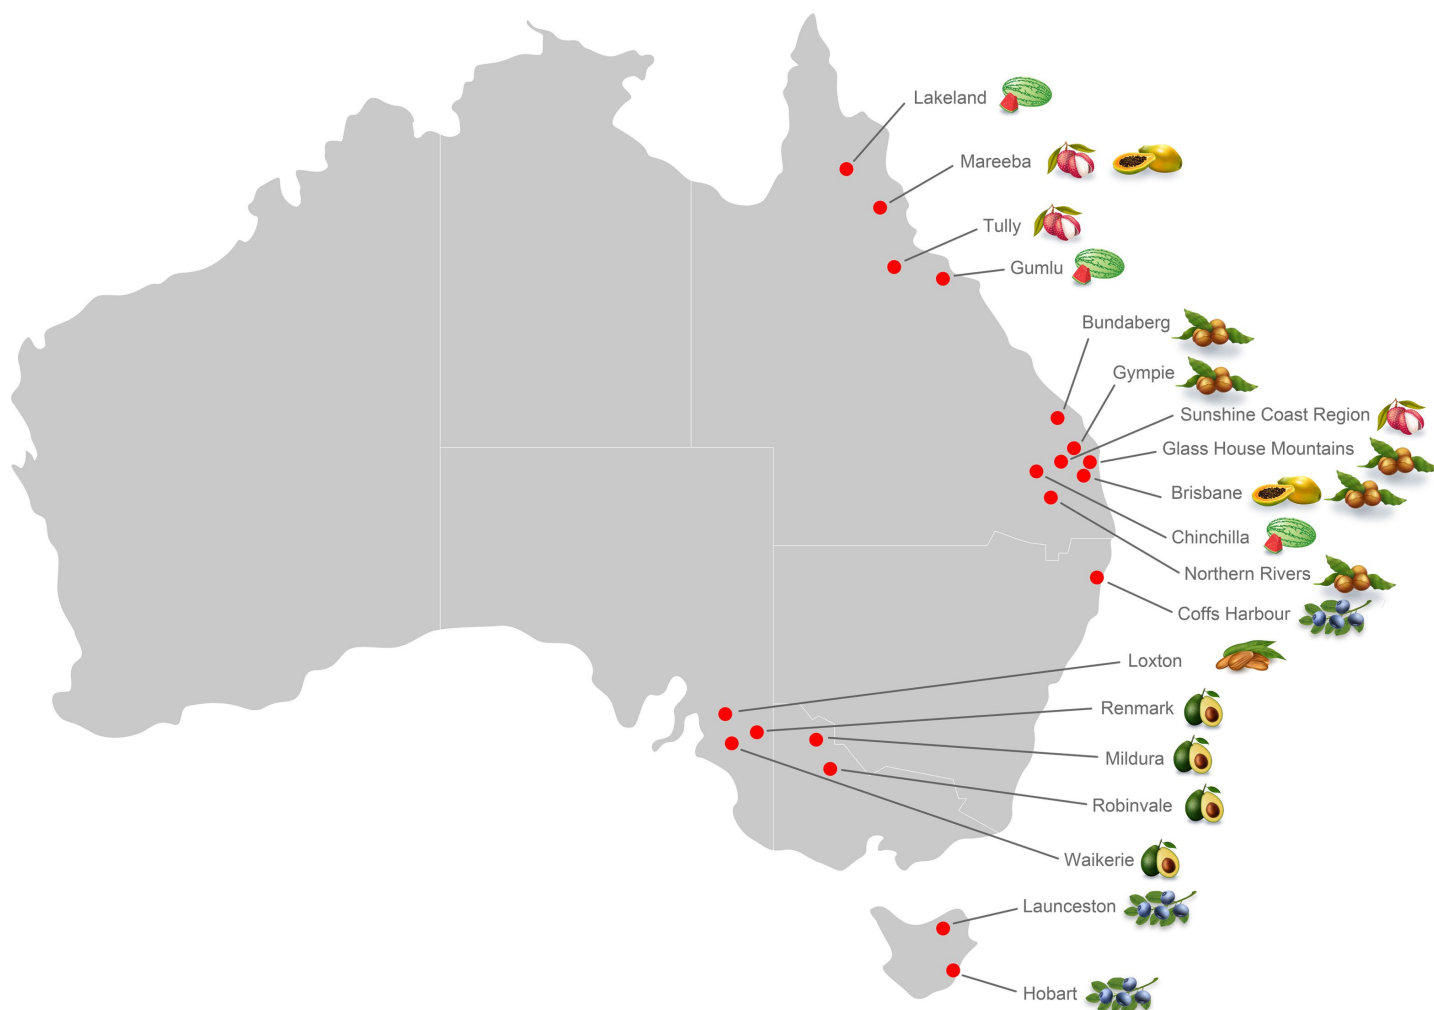 Lakeland
Mareeba
Tully
Gumlu
Bundaberg
Gympie
Sunshine Coast Region
Glass House Mountains
Brisbane
Chinchilla
Northern Rivers
Coffs Harbour
Loxton
Renmark
Mildura
Robinvale
Waikerie
Launceston
Hobart